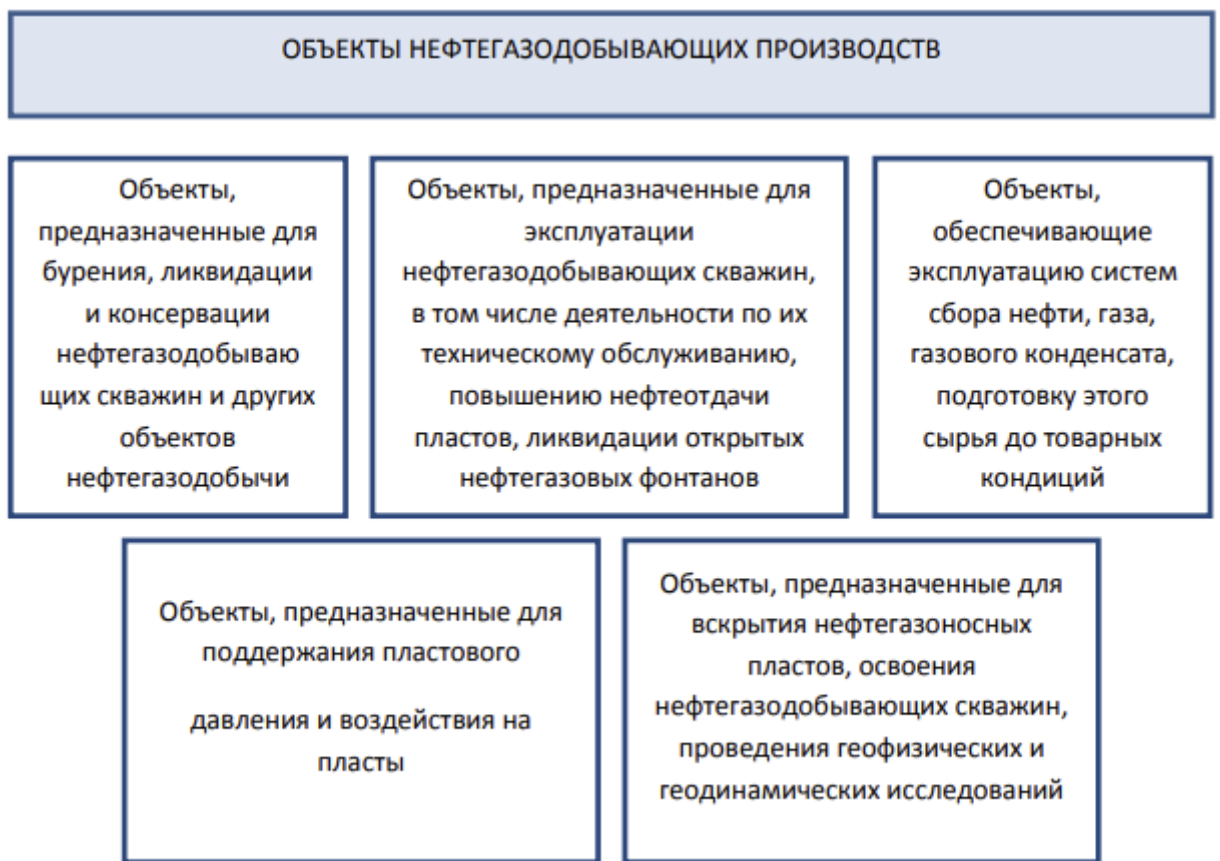 ОБЪЕКТЫ НЕФТЕГАЗОДОБЫВАЮЩИХ ПРОИЗВОДСТВ
Объекты,
предназначенные для
бурения, ликвидации
и консервации
нефтегазодобываю
щих скважин и других
объектов
нефтегазодобычи
Объекты, предназначенные для
эксплуатации
нефтегазодобывающих скважин,
в том числе деятельности по их
техническому обслуживанию,
повышению нефтеотдачи
пластов, ликвидации открытых
нефтегазовых фонтанов
Объекты,
обеспечивающие
эксплуатацию систем
сбора нефти, газа,
газового конденсата,
подготовку этого
сырья до товарных
кондиций
Объекты, предназначенные для
поддержания пластового
давления и воздействия на
пласты
Объекты, предназначенные для
вскрытия нефтегазоносных
пластов, освоения
нефтегазодобывающих скважин,
проведения геофизических и
геодинамических исследований